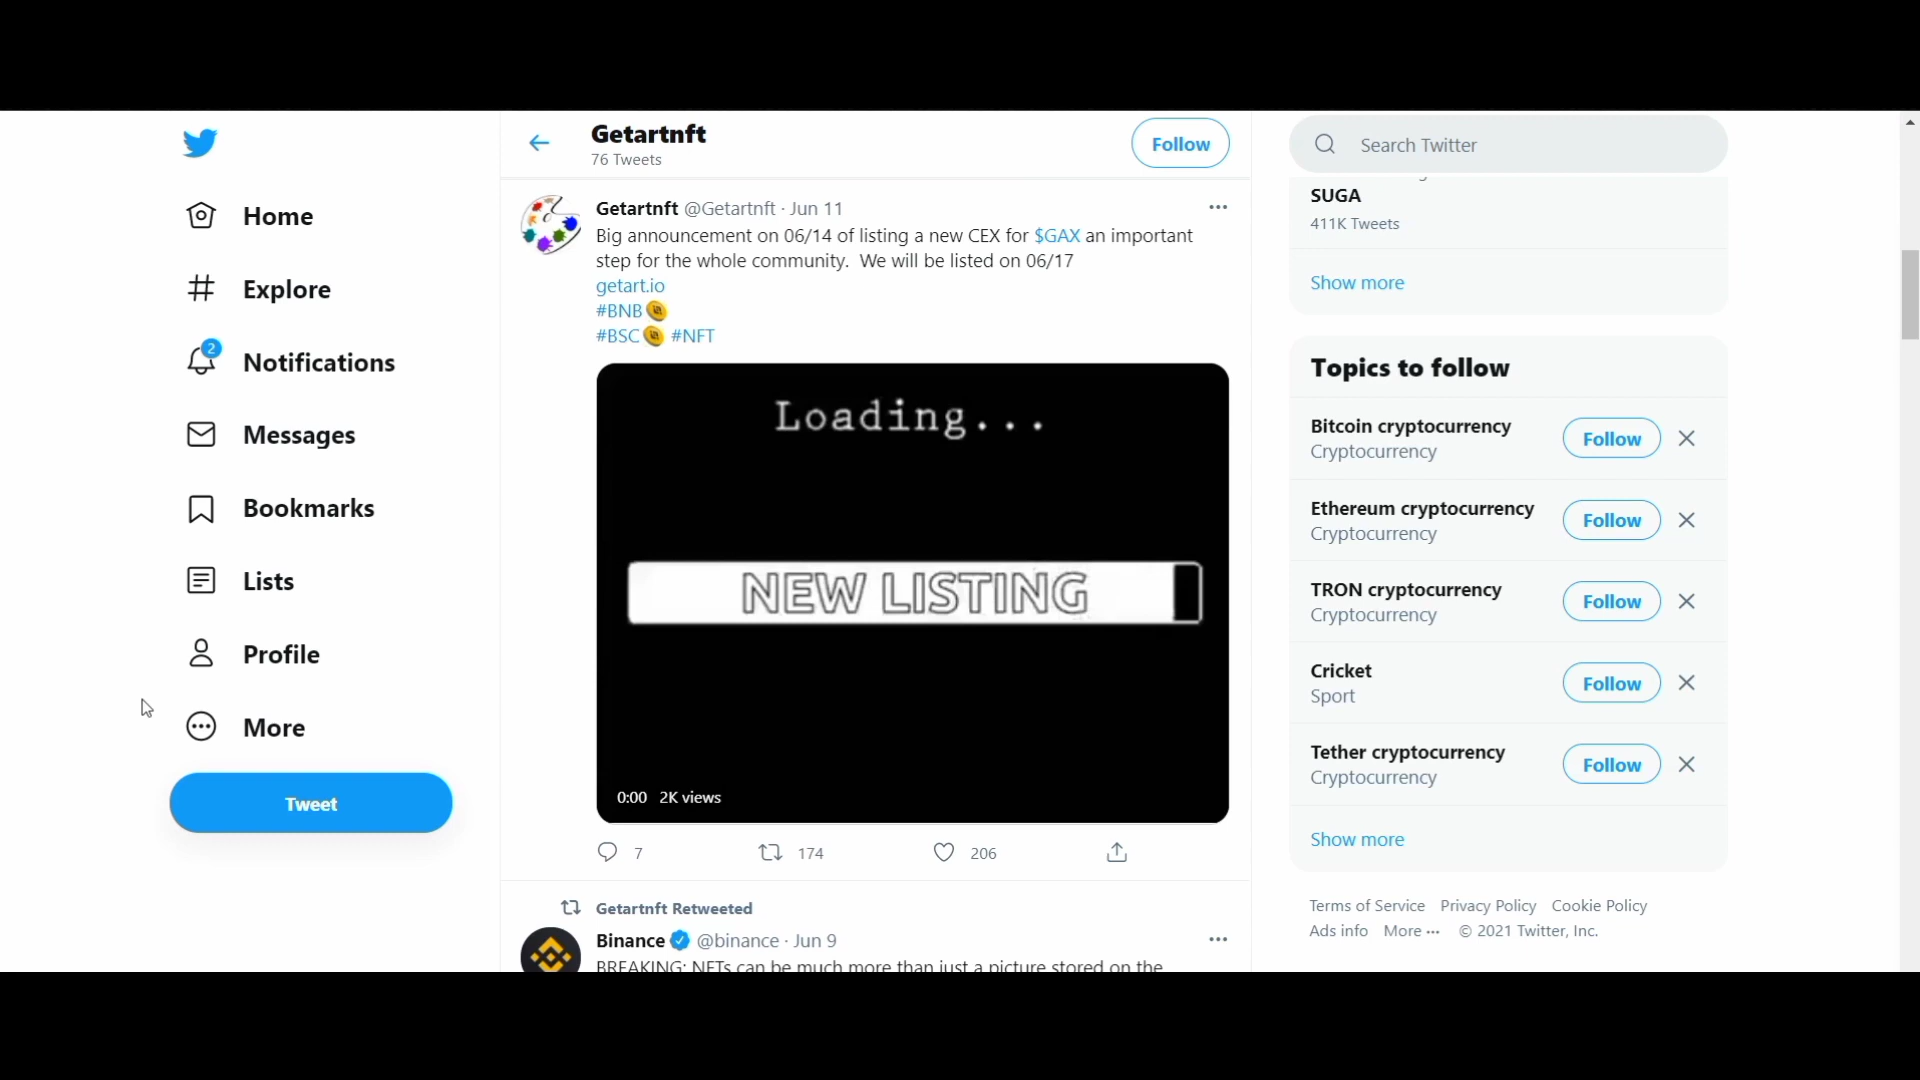 Home
Explore
2
Notifications
Messages
Bookmarks
Lists
Profile
More
Tweet
Getartnft
76 Tweets
Follow
Getartnft @Getartnft · Jun 11
Big announcement on 06/14 of listing a new CEX for $GAX an important
step for the whole community. We will be listed on 06/17
getart.io
#BNB
#BSC #NFT
Loading...
NEW LISTING
0:00 2K views
7 174 206
Getartnft Retweeted
Binance @binance · Jun 9
BREAKING: NFTs can be much more than just a picture stored on the
Search Twitter
SUGA
411K Tweets
Show more
Topics to follow
Bitcoin cryptocurrency
Cryptocurrency
Follow
Ethereum cryptocurrency
Cryptocurrency
Follow
TRON cryptocurrency
Cryptocurrency
Follow
Cricket
Sport
Follow
Tether cryptocurrency
Cryptocurrency
Follow
Show more
Terms of Service Privacy Policy Cookie Policy
Ads info More ··· © 2021 Twitter, Inc.